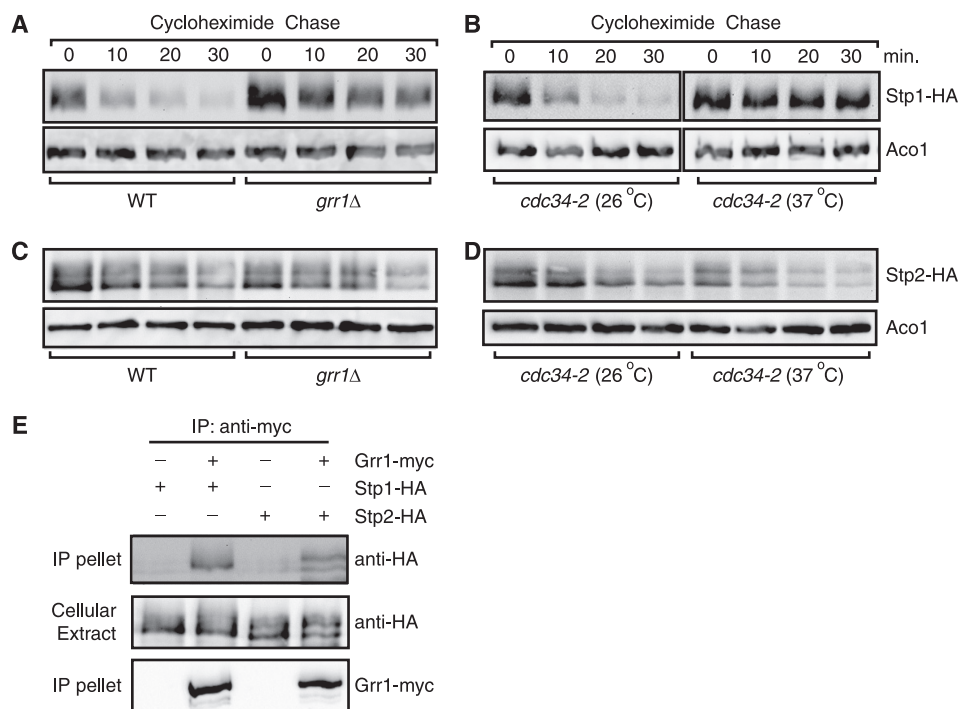 A
Cycloheximide Chase
0 10 20 30 0 10 20 30
WT grr1Δ
B
Cycloheximide Chase
0 10 20 30 0 10 20 30 min.
Stp1-HA
Aco1
cdc34-2 (26 °C) cdc34-2 (37 °C)
C
WT grr1Δ
D
Stp2-HA
Aco1
cdc34-2 (26 °C) cdc34-2 (37 °C)
E
IP: anti-myc
– + – + Grr1-myc
+ + – – Stp1-HA
– – + + Stp2-HA
IP pellet anti-HA
Cellular
Extract anti-HA
IP pellet Grr1-myc